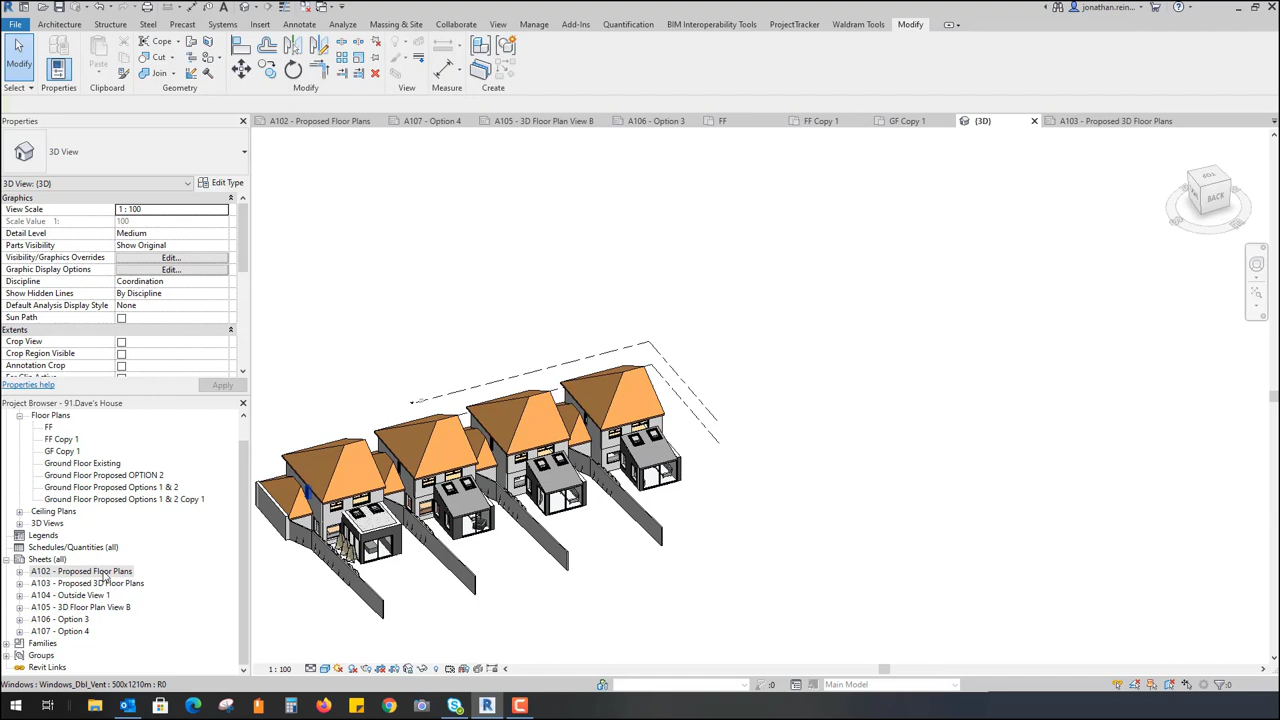 jonathan.rein...
File Architecture Structure Steel Precast Systems Insert Annotate Analyze Massing & Site Collaborate View Manage Add-Ins Quantification BIM Interoperability Tools ProjectTracker Waldram Tools Modify
Modify Paste Cope Cut Join
Select Properties Clipboard Geometry Modify View Measure Create
Properties
A102 - Proposed Floor Plans A107 - Option 4 A105 - 3D Floor Plan View B A106 - Option 3 FF FF Copy 1 GF Copy 1 {3D} A103 - Proposed 3D Floor Plans
3D View
3D View: {3D} Edit Type
Graphics
View Scale 1 : 100
Scale Value 1: 100
Detail Level Medium
Parts Visibility Show Original
Visibility/Graphics Overrides Edit...
Graphic Display Options Edit...
Discipline Coordination
Show Hidden Lines By Discipline
Default Analysis Display Style None
Sun Path
Extents
Crop View
Crop Region Visible
Annotation Crop
Properties help Apply
Project Browser - 91.Dave's House
Floor Plans
FF
FF Copy 1
GF Copy 1
Ground Floor Existing
Ground Floor Proposed OPTION 2
Ground Floor Proposed Options 1 & 2
Ground Floor Proposed Options 1 & 2 Copy 1
Ceiling Plans
3D Views
Legends
Schedules/Quantities (all)
Sheets (all)
A102 - Proposed Floor Plans
A103 - Proposed 3D Floor Plans
A104 - Outside View 1
A105 - 3D Floor Plan View B
A106 - Option 3
A107 - Option 4
Families
Groups
Revit Links
BACK
1 : 100
Windows : Windows_Dbl_Vent : 500x1210m : R0
:0 Main Model :0